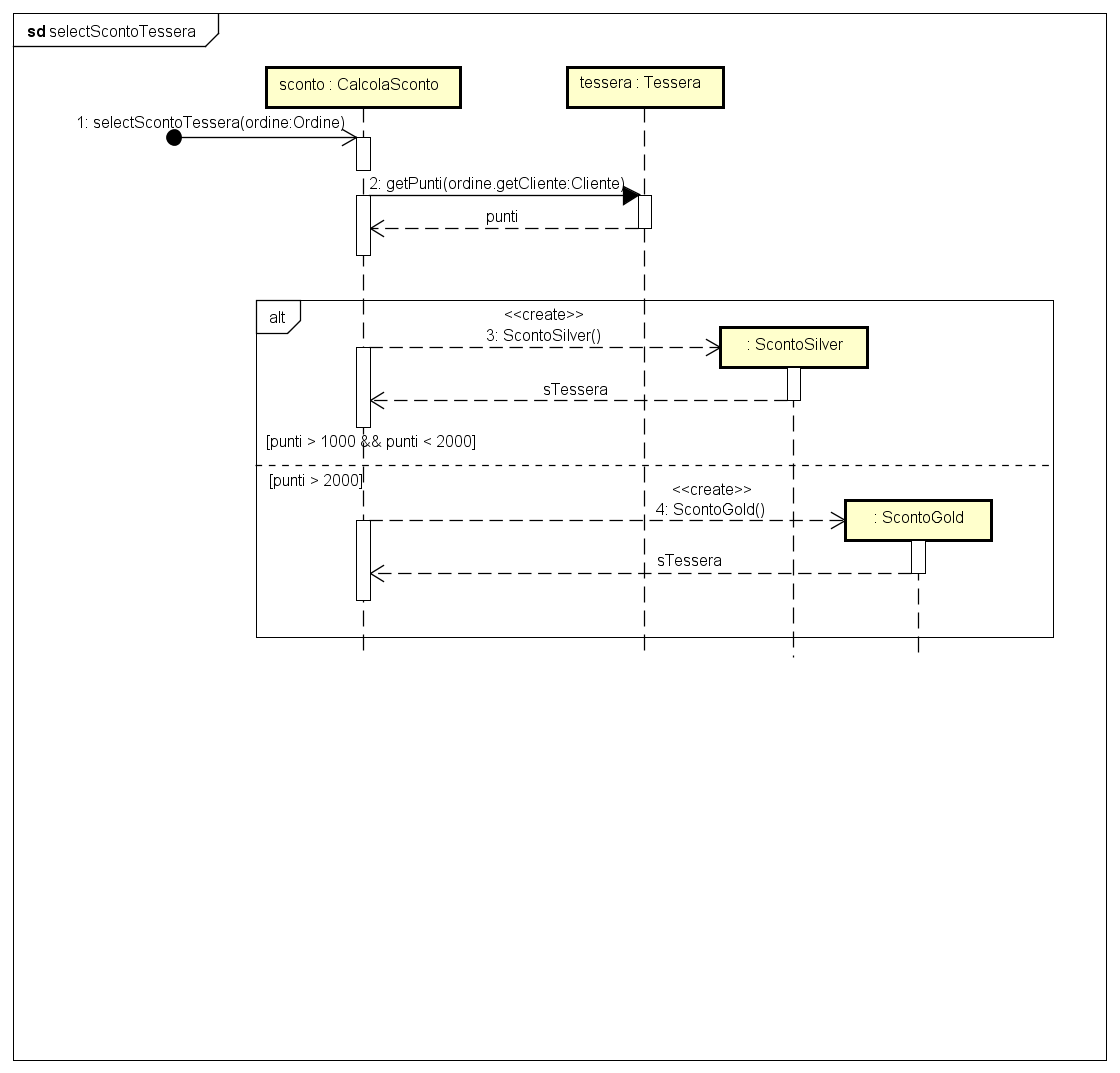 sd selectScontoTessera
sconto : CalcolaSconto
tessera : Tessera
1: selectScontoTessera(ordine:Ordine)
2: getPunti(ordine.getCliente:Cliente)
punti
alt
<<create>>
3: ScontoSilver()
: ScontoSilver
sTessera
[punti > 1000 && punti < 2000]
[punti > 2000]
<<create>>
4: ScontoGold()
: ScontoGold
sTessera